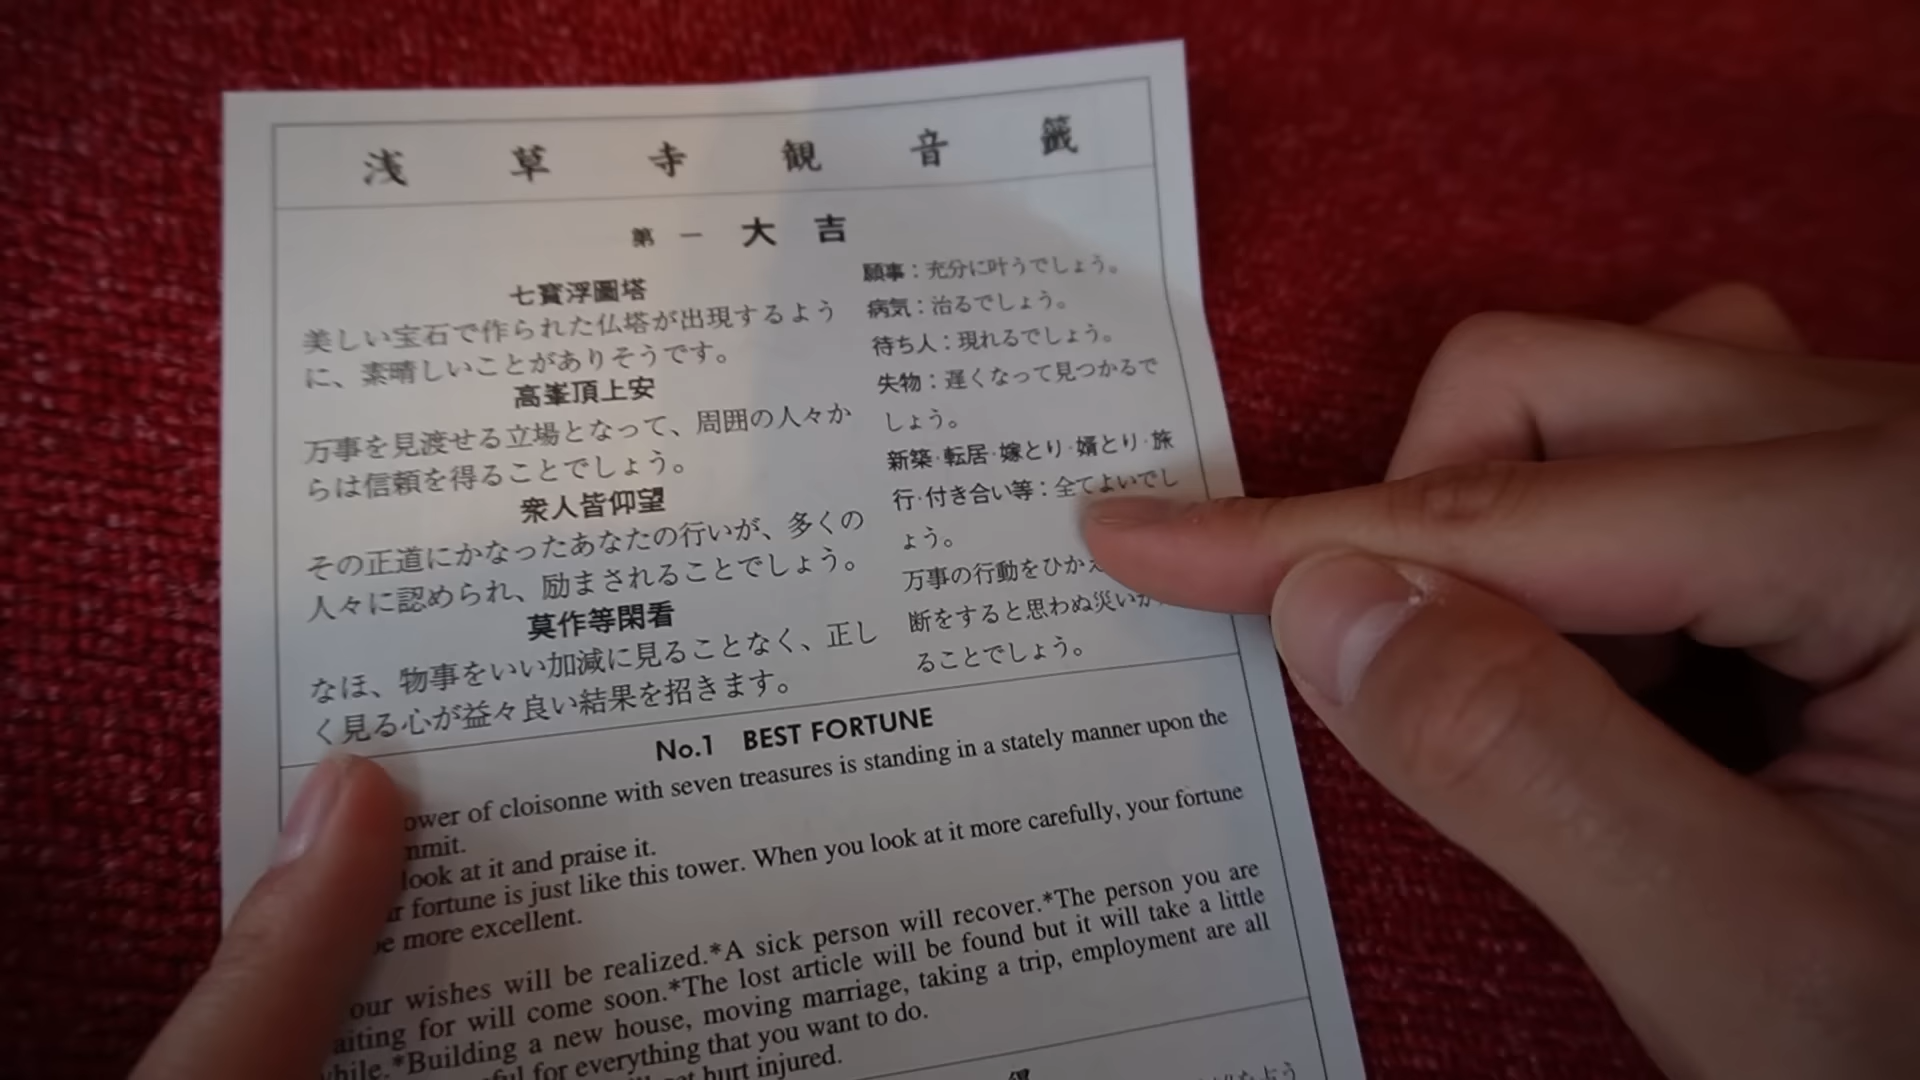 浅草寺観音籤
第一 大吉
七寳浮圖塔
美しい宝石で作られた仏塔が出現するよう
に、素晴しいことがありそうです。
高峯頂上安
万事を見渡せる立場となって、周囲の人々か
らは信頼を得ることでしょう。
衆人皆仰望
その正道にかなったあなたの行いが、多くの
人々に認められ、励まされることでしょう。
莫作等閑看
なほ、物事をいい加減に見ることなく、正し
く見る心が益々良い結果を招きます。
願事：充分に叶うでしょう。
病気：治るでしょう。
待ち人：現れるでしょう。
失物：遅くなって見つかるで
しょう。
新築·転居·嫁とり·婿とり·旅
行·付き合い等：全てよいでし
ょう。
万事の行動をひかえ
断をすると思わぬ災いが
ることでしょう。
No.1 BEST FORTUNE
ower of cloisonne with seven treasures is standing in a stately manner upon the
mmit.
look at it and praise it.
r fortune is just like this tower. When you look at it more carefully, your fortune
be more excellent.
our wishes will be realized.*A sick person will recover.*The person you are
aiting for will come soon.*The lost article will be found but it will take a little
while.*Building a new house, moving marriage, taking a trip, employment are all
ful for everything that you want to do.
get hurt injured.